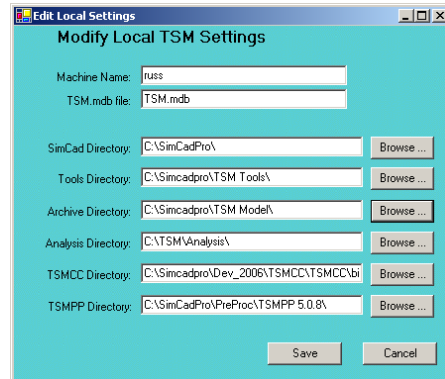 Edit Local Settings
Modify Local TSM Settings
Machine Name: russ
TSM.mdb file: TSM.mdb
SimCad Directory: C:\SimCadPro\ Browse ...
Tools Directory: C:\Simcadpro\TSM Tools\ Browse ...
Archive Directory: C:\Simcadpro\TSM Model\ Browse ...
Analysis Directory: C:\TSM\Analysis\ Browse ...
TSMCC Directory: C:\Simcadpro\Dev_2006\TSMCC\TSMCC\bi Browse ...
TSMPP Directory: C:\SimCadPro\PreProc\TSMPP 5.0.8\ Browse ...
Save Cancel